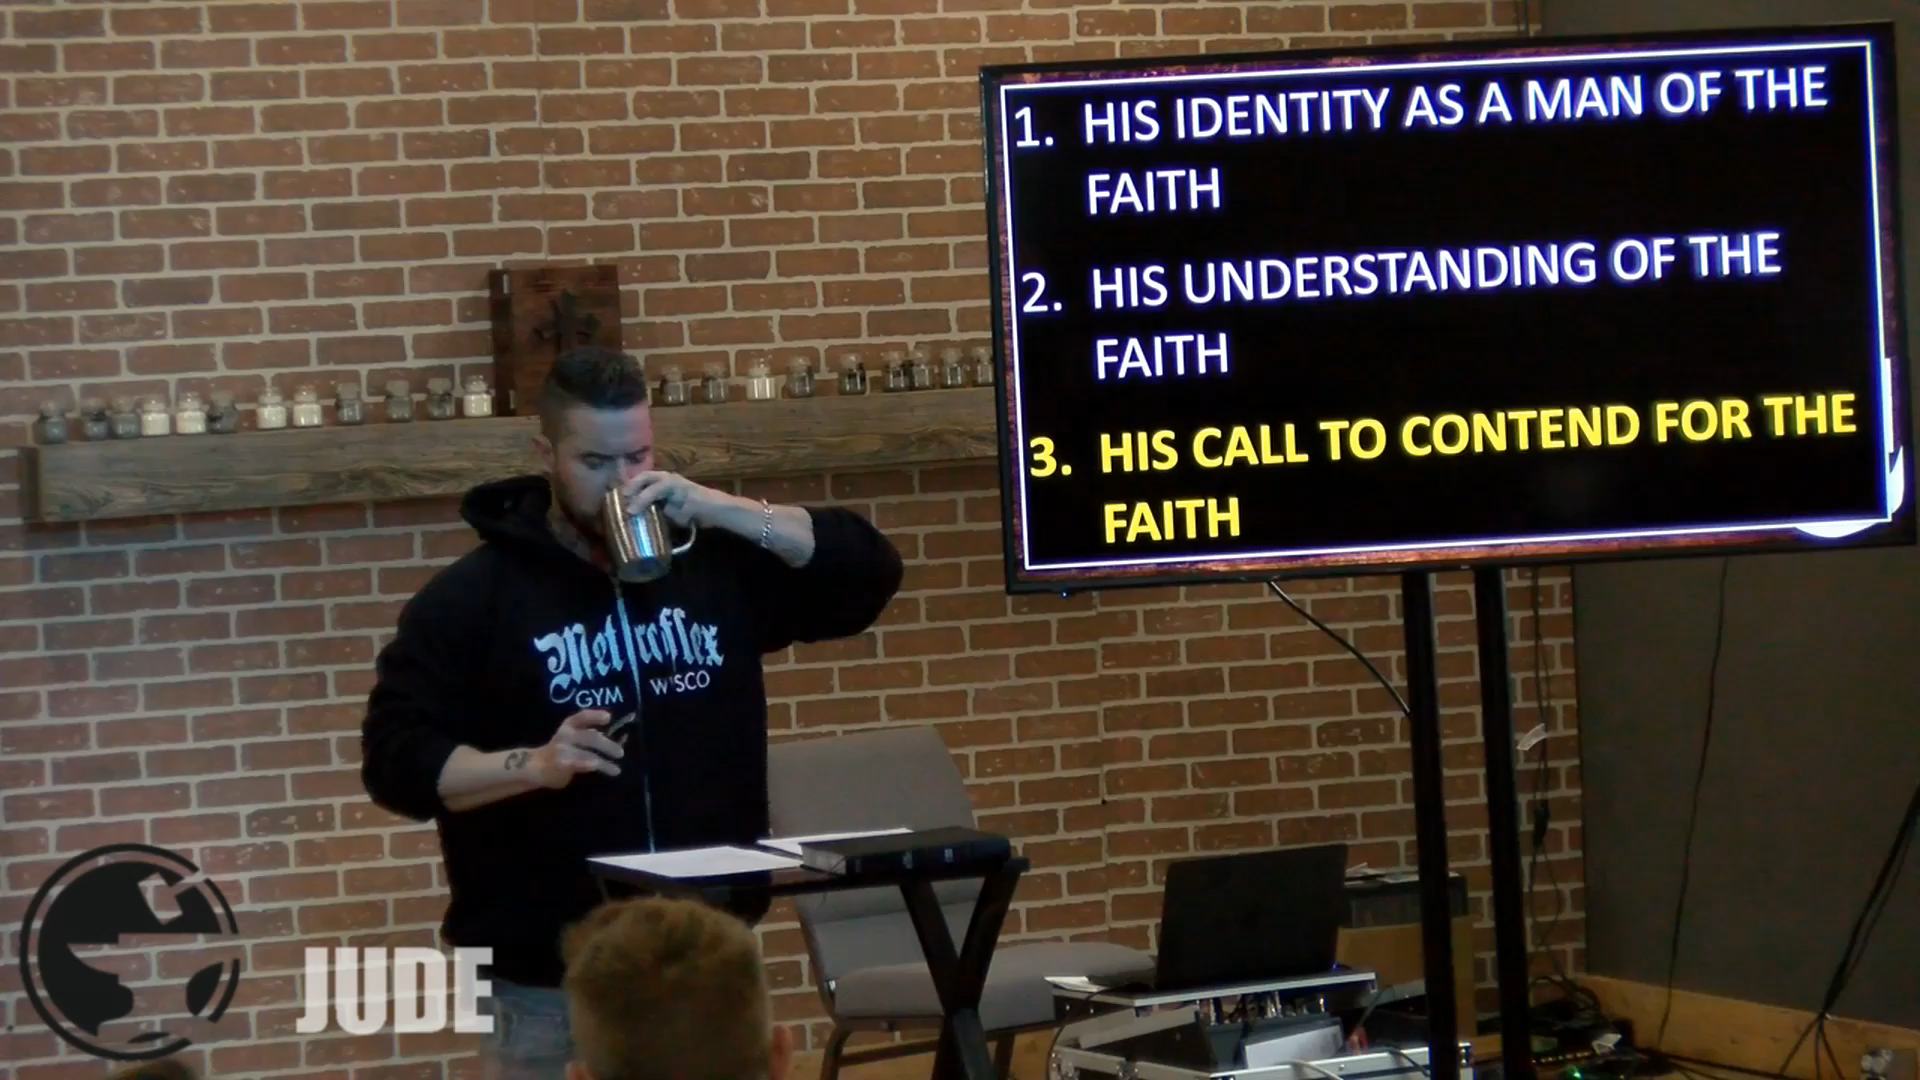 1. HIS IDENTITY AS A MAN OF THE
FAITH
2. HIS UNDERSTANDING OF THE
FAITH
3. HIS CALL TO CONTEND FOR THE
FAITH
Metroflex
GYM WISCO
JUDE